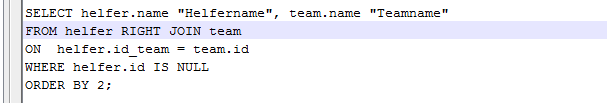 SELECT helfer.name "Helfername", team.name "Teamname"
FROM helfer RIGHT JOIN team
ON  helfer.id_team = team.id
WHERE helfer.id IS NULL
ORDER BY 2;